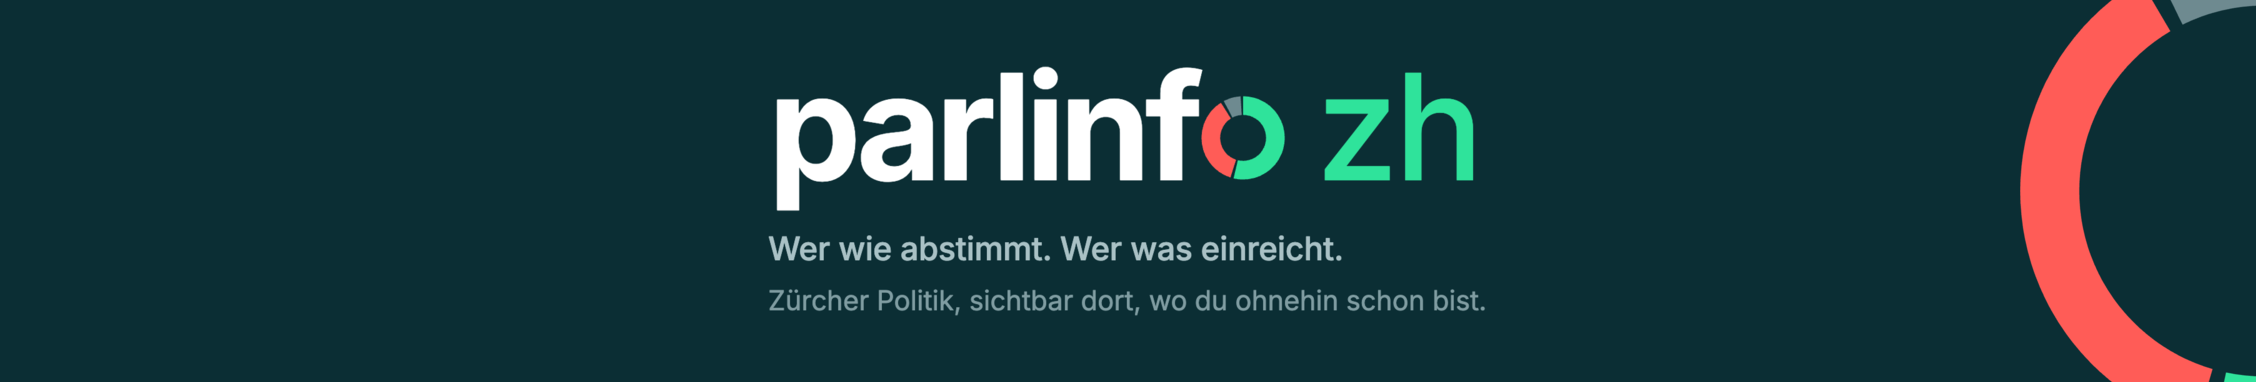 parlinfo zh
Wer wie abstimmt. Wer was einreicht.
Zürcher Politik, sichtbar dort, wo du ohnehin schon bist.